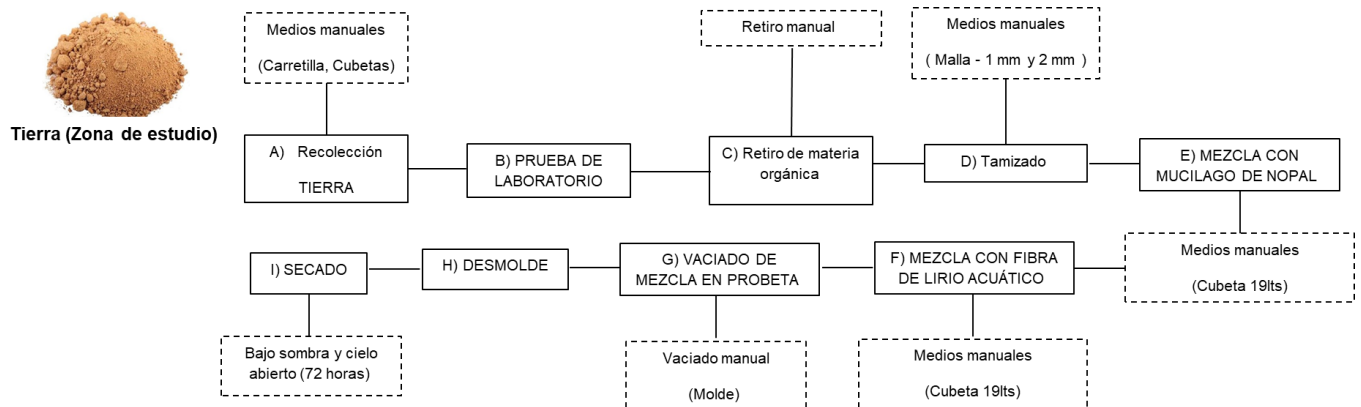 Tierra (Zona de estudio)
Medios manuales
(Carretilla, Cubetas)
A) Recolección
TIERRA
B) PRUEBA DE
LABORATORIO
Retiro manual
C) Retiro de materia
orgánica
Medios manuales
( Malla - 1 mm y 2 mm )
D) Tamizado
E) MEZCLA CON
MUCILAGO DE NOPAL
Medios manuales
(Cubeta 19lts)
F) MEZCLA CON FIBRA
DE LIRIO ACUÁTICO
Medios manuales
(Cubeta 19lts)
G) VACIADO DE
MEZCLA EN PROBETA
Vaciado manual
(Molde)
H) DESMOLDE
I) SECADO
Bajo sombra y cielo
abierto (72 horas)